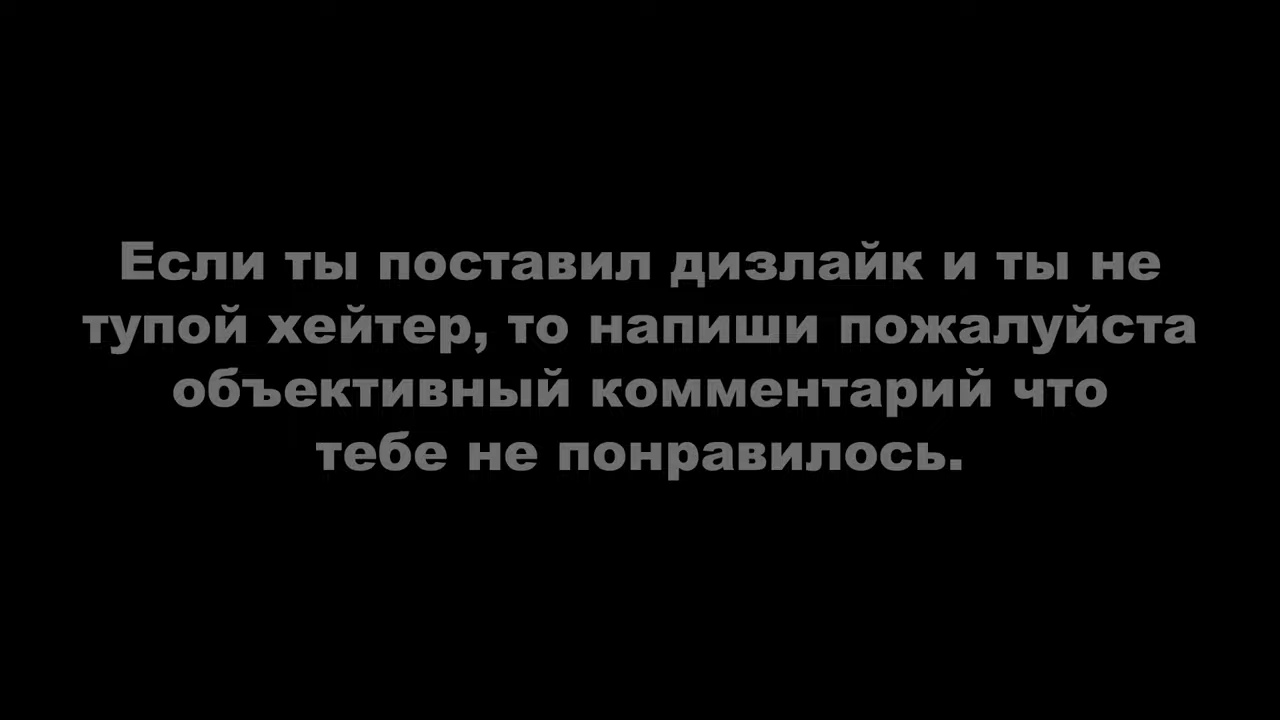 Если ты поставил дизлайк и ты не
тупой хейтер, то напиши пожалуйста
объективный комментарий что
тебе не понравилось.